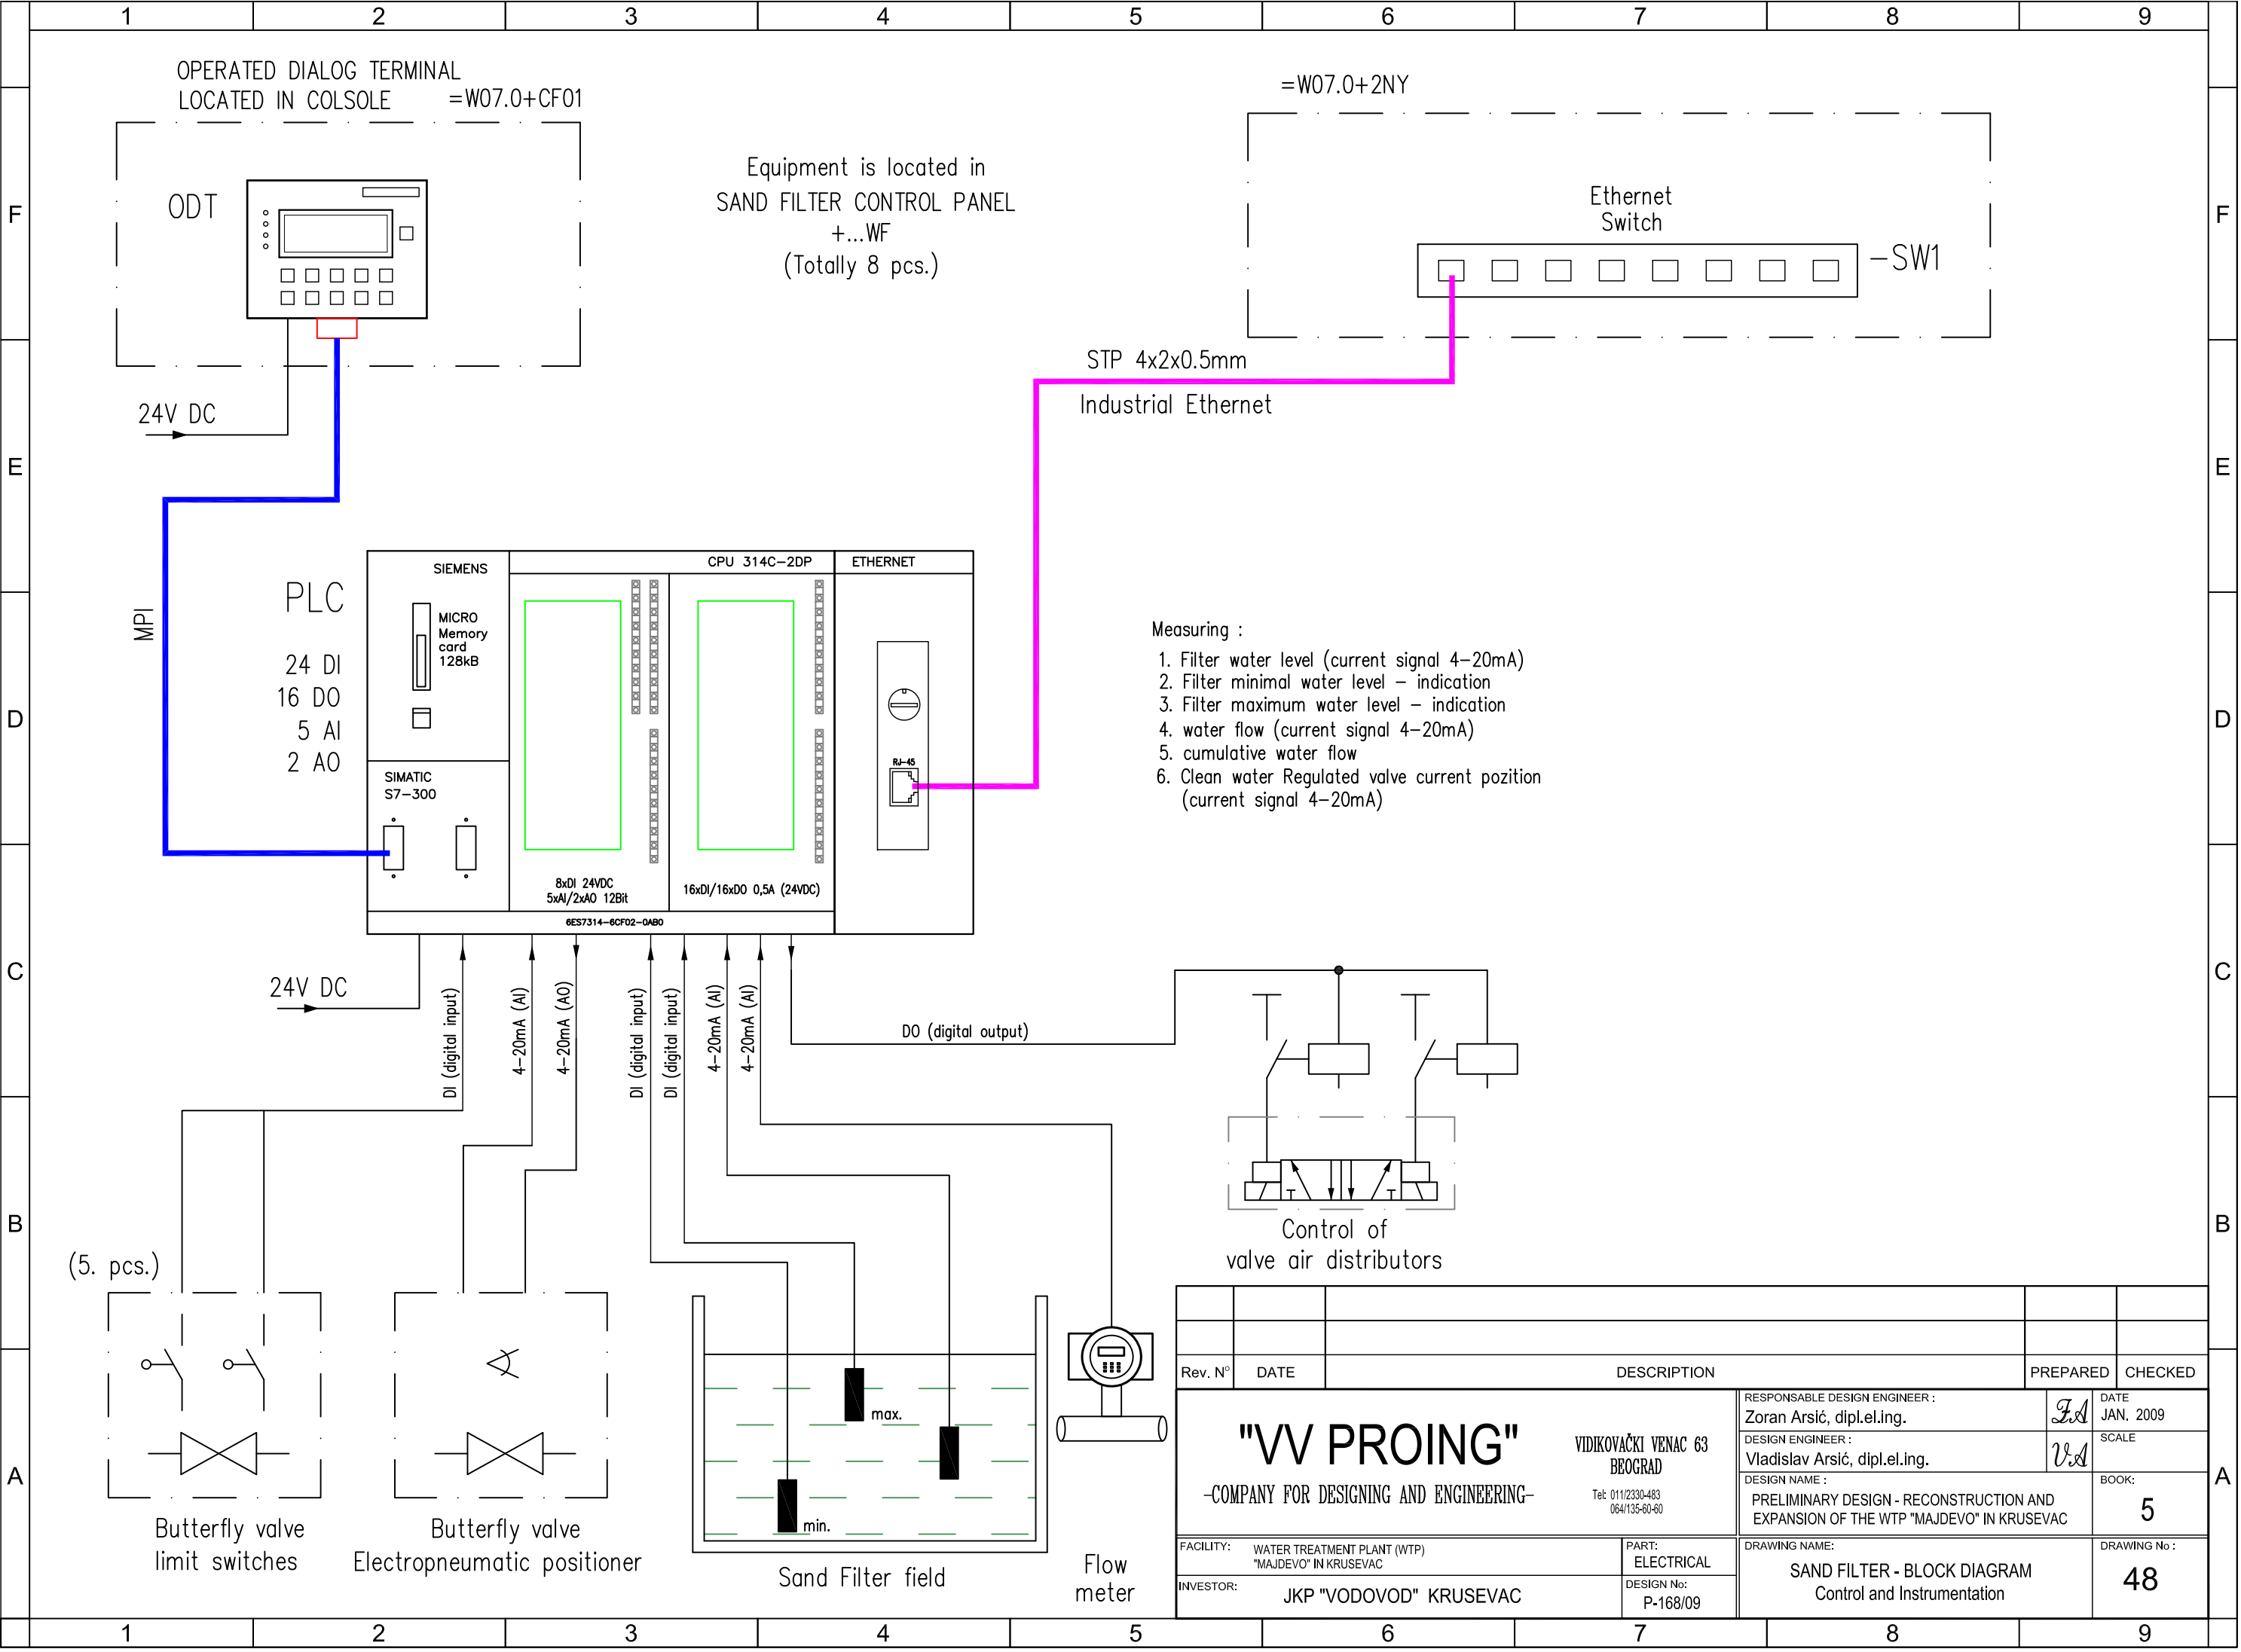 1 2 3 4 5 6 7 8 9
F
E
D
C
B
A
F
E
D
C
B
A
OPERATED DIALOG TERMINAL
LOCATED IN COLSOLE =W07.0+CF01
ODT
24V DC
MPI
Equipment is located in
SAND FILTER CONTROL PANEL
+...WF
(Totally 8 pcs.)
=W07.0+2NY
Ethernet
Switch
-SW1
STP 4x2x0.5mm
Industrial Ethernet
PLC
24 DI
16 DO
5 AI
2 AO
SIEMENS
MICRO
Memory
card
128kB
SIMATIC
S7-300
CPU 314C-2DP
ETHERNET
RJ-45
8xDI 24VDC
5xAI/2xAO 12Bit
16xDI/16xDO 0,5A (24VDC)
6ES7314-6CF02-0AB0
Measuring :
1. Filter water level (current signal 4-20mA)
2. Filter minimal water level - indication
3. Filter maximum water level - indication
4. water flow (current signal 4-20mA)
5. cumulative water flow
6. Clean water Regulated valve current pozition
(current signal 4-20mA)
24V DC
DI (digital input)
4-20mA (AI)
4-20mA (AO)
DI (digital input)
DI (digital input)
4-20mA (AI)
4-20mA (AI)
DO (digital output)
Control of
valve air distributors
(5. pcs.)
Butterfly valve
limit switches
Butterfly valve
Electropneumatic positioner
max.
min.
Sand Filter field
Flow
meter
Rev. N° DATE DESCRIPTION PREPARED CHECKED
"VV PROING"
-COMPANY FOR DESIGNING AND ENGINEERING-
VIDIKOVAČKI VENAC 63
BEOGRAD
Tel: 011/2330-483
064/135-60-60
RESPONSABLE DESIGN ENGINEER :
Zoran Arsić, dipl.el.ing.
ZA
DATE
JAN. 2009
DESIGN ENGINEER :
Vladislav Arsić, dipl.el.ing.
VA
SCALE
DESIGN NAME :
PRELIMINARY DESIGN - RECONSTRUCTION AND
EXPANSION OF THE WTP "MAJDEVO" IN KRUSEVAC
BOOK:
5
FACILITY: WATER TREATMENT PLANT (WTP)
"MAJDEVO" IN KRUSEVAC
PART:
ELECTRICAL
INVESTOR: JKP "VODOVOD" KRUSEVAC
DESIGN No:
P-168/09
DRAWING NAME:
SAND FILTER - BLOCK DIAGRAM
Control and Instrumentation
DRAWING No :
48
1 2 3 4 5 6 7 8 9